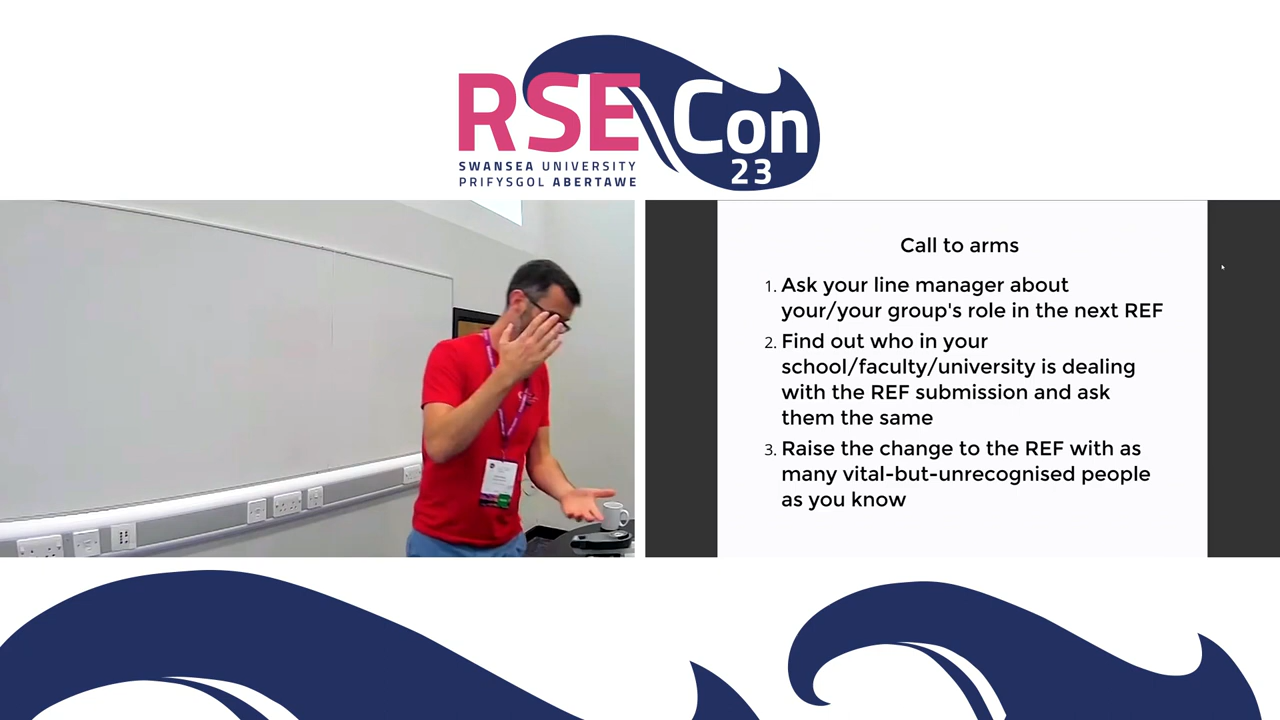 RSE Con
SWANSEA UNIVERSITY
PRIFYSGOL ABERTAWE
23
Call to arms
1. Ask your line manager about
your/your group's role in the next REF
2. Find out who in your
school/faculty/university is dealing
with the REF submission and ask
them the same
3. Raise the change to the REF with as
many vital-but-unrecognised people
as you know